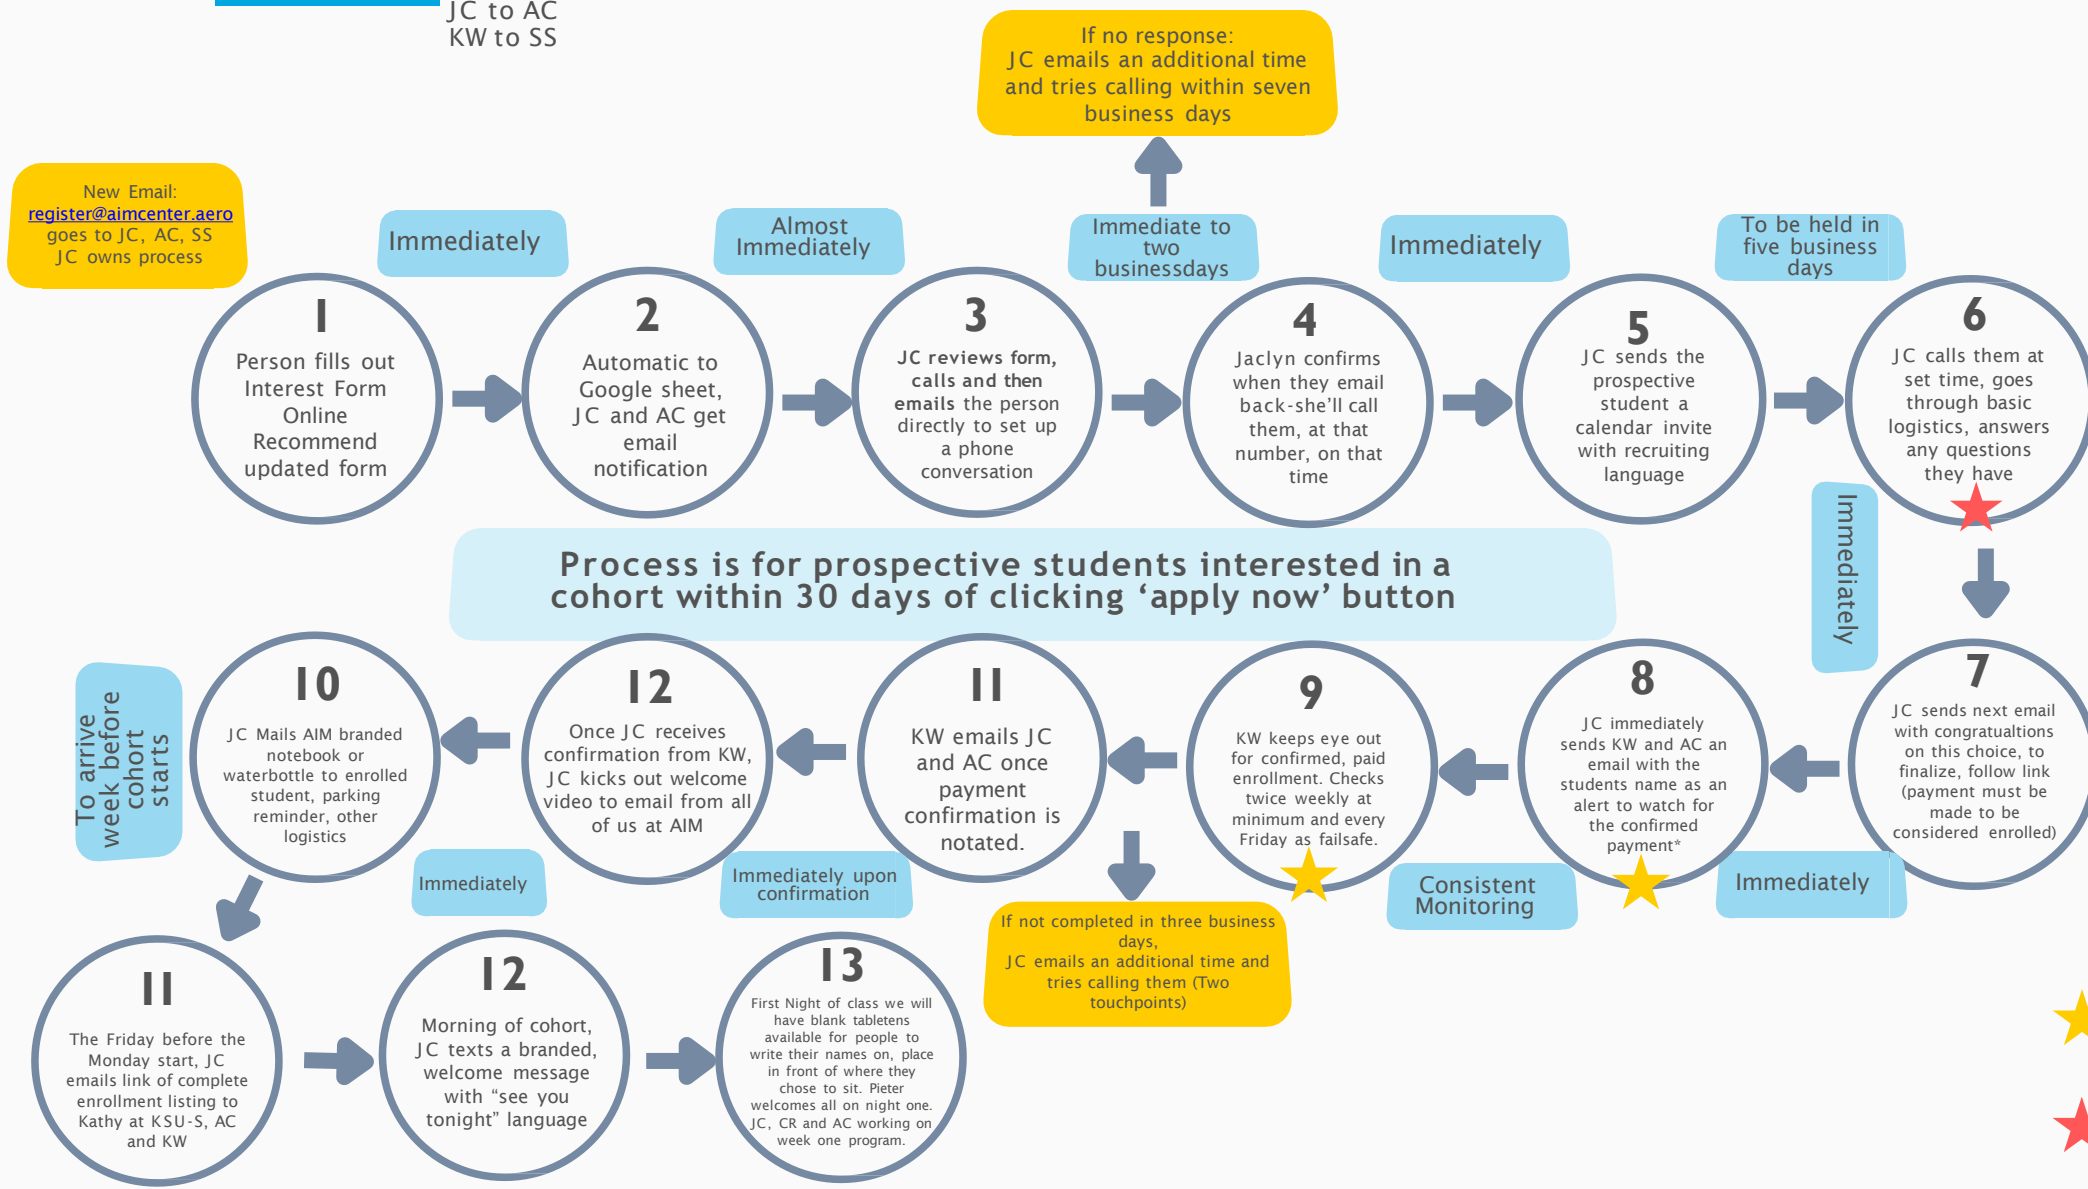 JC to AC
KW to SS
If no response:
JC emails an additional time
and tries calling within seven
business days
New Email:
register@aimcenter.aero
goes to JC, AC, SS
JC owns process
Immediately
Almost
Immediately
Immediate to
two
businessdays
Immediately
To be held in
five business
days
1
Person fills out
Interest Form
Online
Recommend
updated form
2
Automatic to
Google sheet,
JC and AC get
email
notification
3
JC reviews form,
calls and then
emails the person
directly to set up
a phone
conversation
4
Jaclyn confirms
when they email
back-she’ll call
them, at that
number, on that
time
5
JC sends the
prospective
student a
calendar invite
with recruiting
language
6
JC calls them at
set time, goes
through basic
logistics, answers
any questions
they have
Immediately
Process is for prospective students interested in a
cohort within 30 days of clicking ‘apply now’ button
7
JC sends next email
with congratualtions
on this choice, to
finalize, follow link
(payment must be
made to be
considered enrolled)
Immediately
8
JC immediately
sends KW and AC an
email with the
students name as an
alert to watch for
the confirmed
payment*
Consistent
Monitoring
9
KW keeps eye out
for confirmed, paid
enrollment. Checks
twice weekly at
minimum and every
Friday as failsafe.
If not completed in three business
days,
JC emails an additional time and
tries calling them (Two
touchpoints)
11
KW emails JC
and AC once
payment
confirmation is
notated.
Immediately upon
confirmation
12
Once JC receives
confirmation from KW,
JC kicks out welcome
video to email from all
of us at AIM
Immediately
10
JC Mails AIM branded
notebook or
waterbottle to enrolled
student, parking
reminder, other
logistics
To arrive
week before
cohort
starts
11
The Friday before the
Monday start, JC
emails link of complete
enrollment listing to
Kathy at KSU-S, AC
and KW
12
Morning of cohort,
JC texts a branded,
welcome message
with “see you
tonight” language
13
First Night of class we will
have blank tabletens
available for people to
write their names on, place
in front of where they
chose to sit. Pieter
welcomes all on night one.
JC, CR and AC working on
week one program.